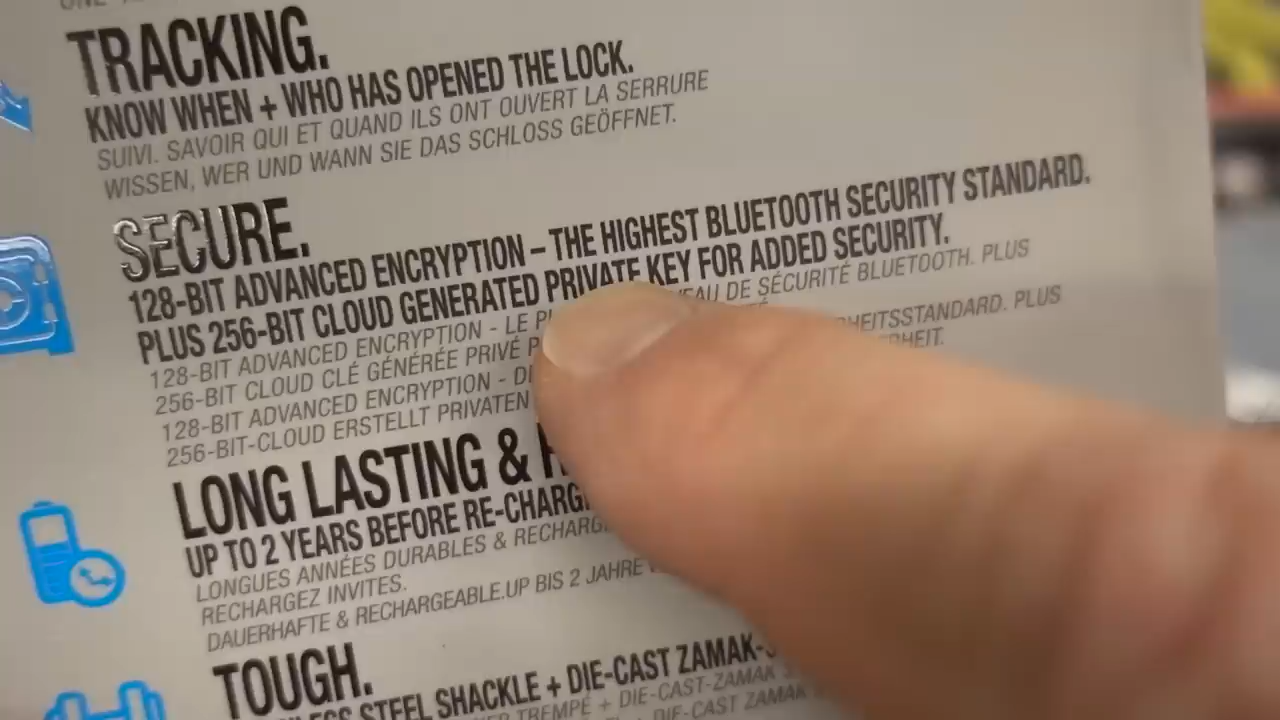 TRACKING.
KNOW WHEN + WHO HAS OPENED THE LOCK.
SUIVI. SAVOIR QUI ET QUAND ILS ONT OUVERT LA SERRURE
WISSEN, WER UND WANN SIE DAS SCHLOSS GEÖFFNET.
SECURE.
128-BIT ADVANCED ENCRYPTION – THE HIGHEST BLUETOOTH SECURITY STANDARD.
PLUS 256-BIT CLOUD GENERATED PRIVATE KEY FOR ADDED SECURITY.
128-BIT ADVANCED ENCRYPTION - LE DE SÉCURITÉ BLUETOOTH. PLUS
256-BIT CLOUD CLÉ GÉNÉRÉE PRIVÉ
128-BIT ADVANCED ENCRYPTION - PLUS
256-BIT-CLOUD ERSTELLT PRIVATEN
LONG LASTING &
UP TO 2 YEARS BEFORE RE-CHARG
LONGUES ANNÉES DURABLES & RECHARG
RECHARGEZ INVITES.
DAUERHAFTE & RECHARGEABLE.UP BIS 2 JAHRE
TOUGH.
STEEL SHACKLE + DIE-CAST ZAMAK-
TREMPÉ + DIE-CAST-ZAMAK
+ DIE-CAST ZAMAK